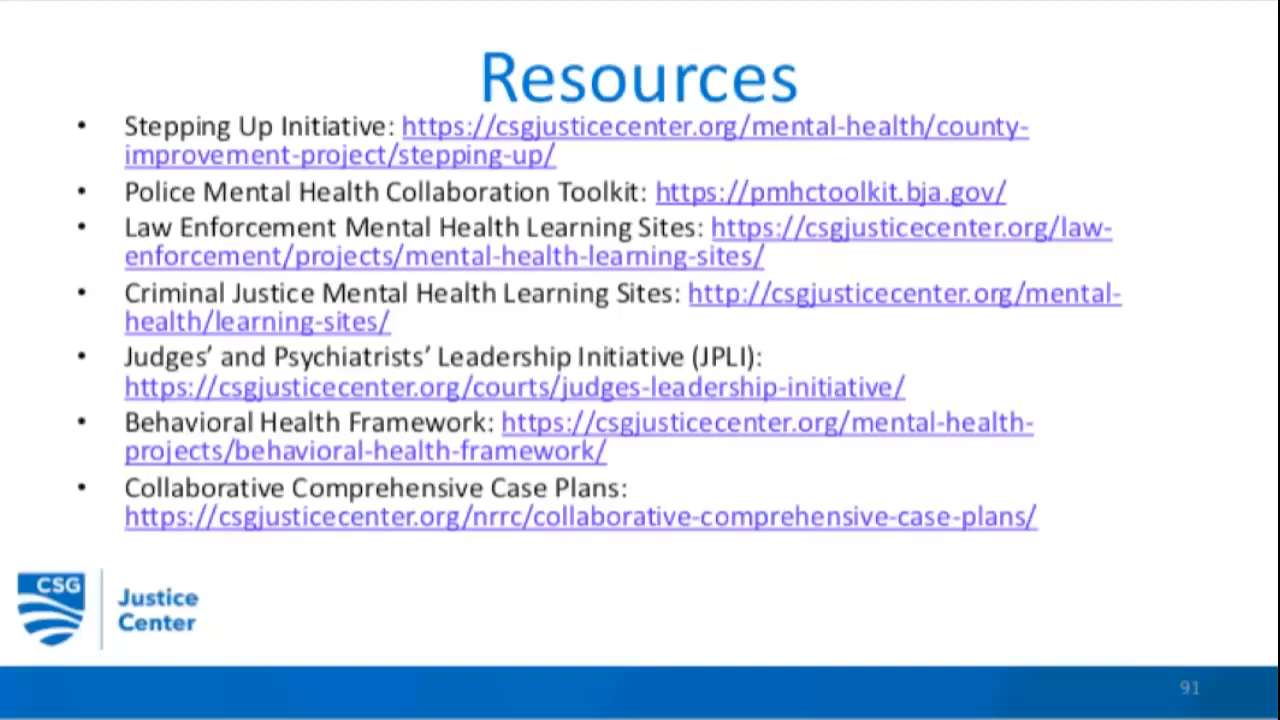 Resources
• Stepping Up Initiative: https://csgjusticecenter.org/mental-health/county-
improvement-project/stepping-up/
• Police Mental Health Collaboration Toolkit: https://pmhctoolkit.bja.gov/
• Law Enforcement Mental Health Learning Sites: https://csgjusticecenter.org/law-
enforcement/projects/mental-health-learning-sites/
• Criminal Justice Mental Health Learning Sites: http://csgjusticecenter.org/mental-
health/learning-sites/
• Judges’ and Psychiatrists’ Leadership Initiative (JPLI):
https://csgjusticecenter.org/courts/judges-leadership-initiative/
• Behavioral Health Framework: https://csgjusticecenter.org/mental-health-
projects/behavioral-health-framework/
• Collaborative Comprehensive Case Plans:
https://csgjusticecenter.org/nrrc/collaborative-comprehensive-case-plans/
CSG
Justice
Center
91